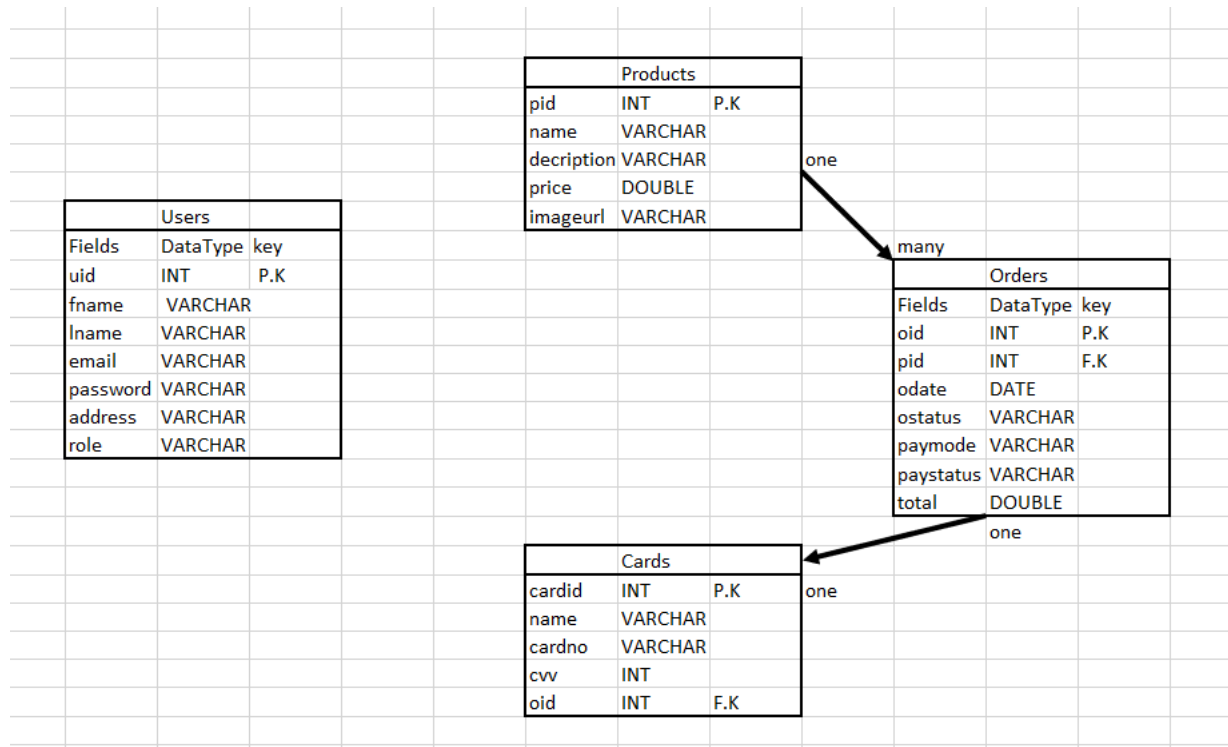 Products
pid INT P.K
name VARCHAR
decription VARCHAR
price DOUBLE
imageurl VARCHAR
one
Users
Fields DataType key
uid INT P.K
fname VARCHAR
lname VARCHAR
email VARCHAR
password VARCHAR
address VARCHAR
role VARCHAR
many
Orders
Fields DataType key
oid INT P.K
pid INT F.K
odate DATE
ostatus VARCHAR
paymode VARCHAR
paystatus VARCHAR
total DOUBLE
one
Cards
cardid INT P.K
one
name VARCHAR
cardno VARCHAR
cvv INT
oid INT F.K